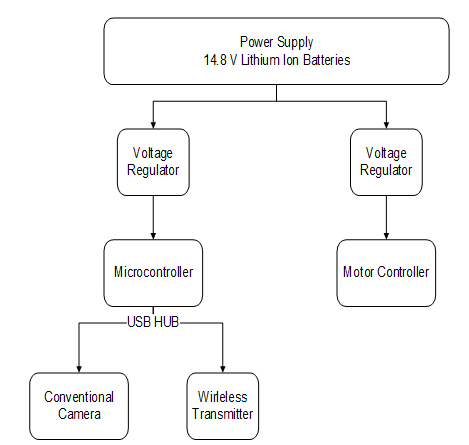 Power Supply
14.8 V Lithium Ion Batteries
Voltage
Regulator
Voltage
Regulator
Microcontroller
Motor Controller
USB HUB
Conventional
Camera
Wirleless
Transmitter